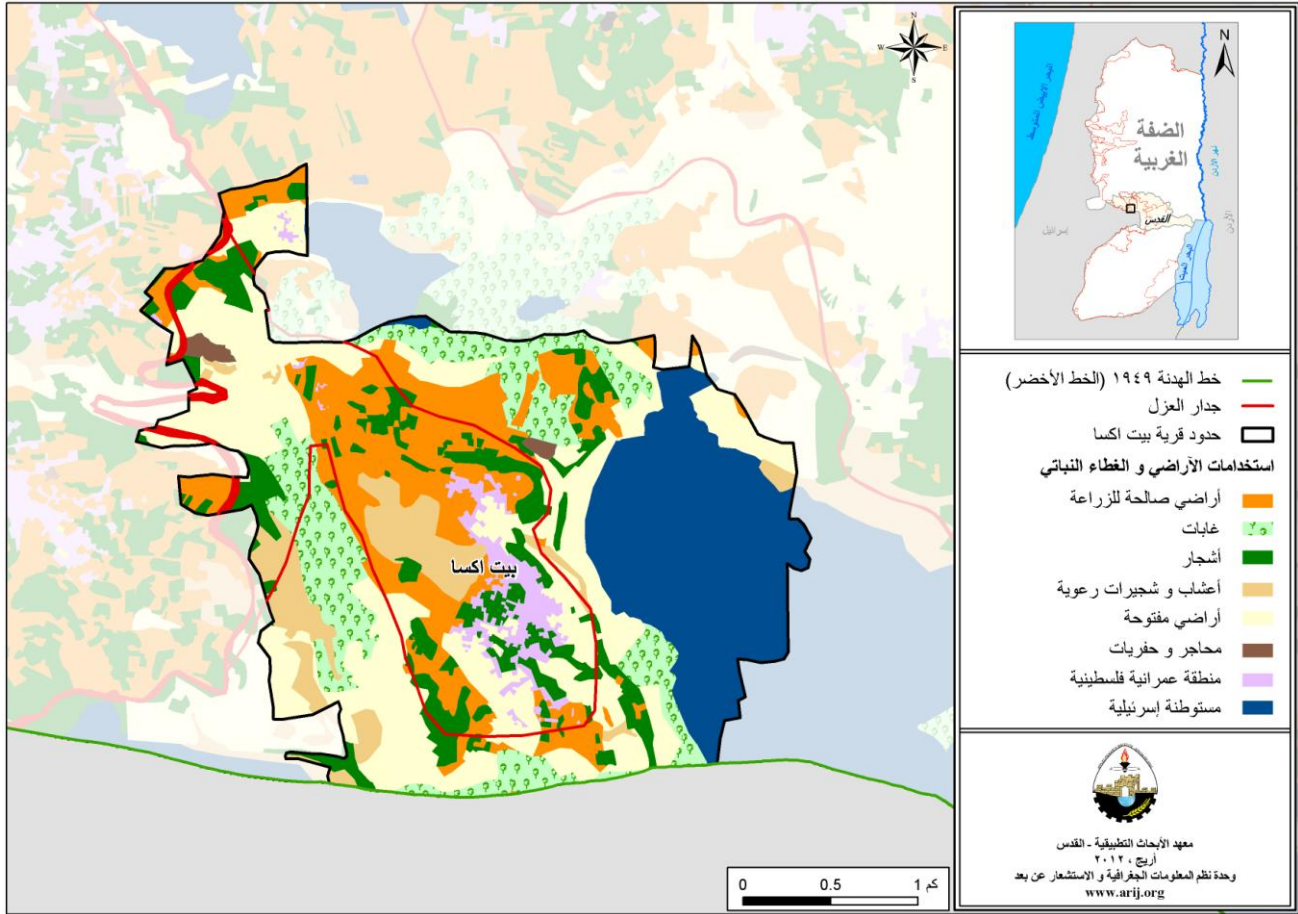 N
W E
S
بيت اكسا
0 0.5 1 كم
N
البحر الابيض المتوسط
الضفة
الغربية
نهر الأردن
القدس
إسرائيل
الأردن
البحر الميت
خط الهدنة ١٩٤٩ (الخط الأخضر)
جدار العزل
حدود قرية بيت اكسا
استخدامات الآراضي و الغطاء النباتي
أراضي صالحة للزراعة
غابات
أشجار
أعشاب و شجيرات رعوية
أراضي مفتوحة
محاجر و حفريات
منطقة عمرانية فلسطينية
مستوطنة إسرئيلية
معهد الأبحاث التطبيقية - القدس
أريج ، ٢٠١٢
وحدة نظم المعلومات الجغرافية و الاستشعار عن بعد
www.arij.org